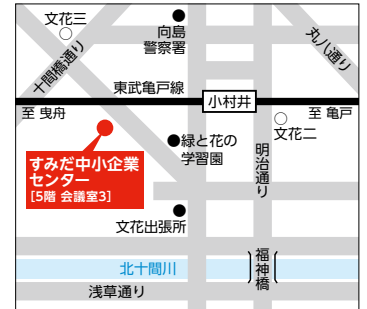 文花三
向島
警察署
丸八通り
十間橋通り
東武亀戸線
小村井
至 曳舟
至 亀戸
文花二
緑と花の
学習園
すみだ中小企業
センター
[5階 会議室3]
明治通り
文花出張所
北十間川
福神橋
浅草通り